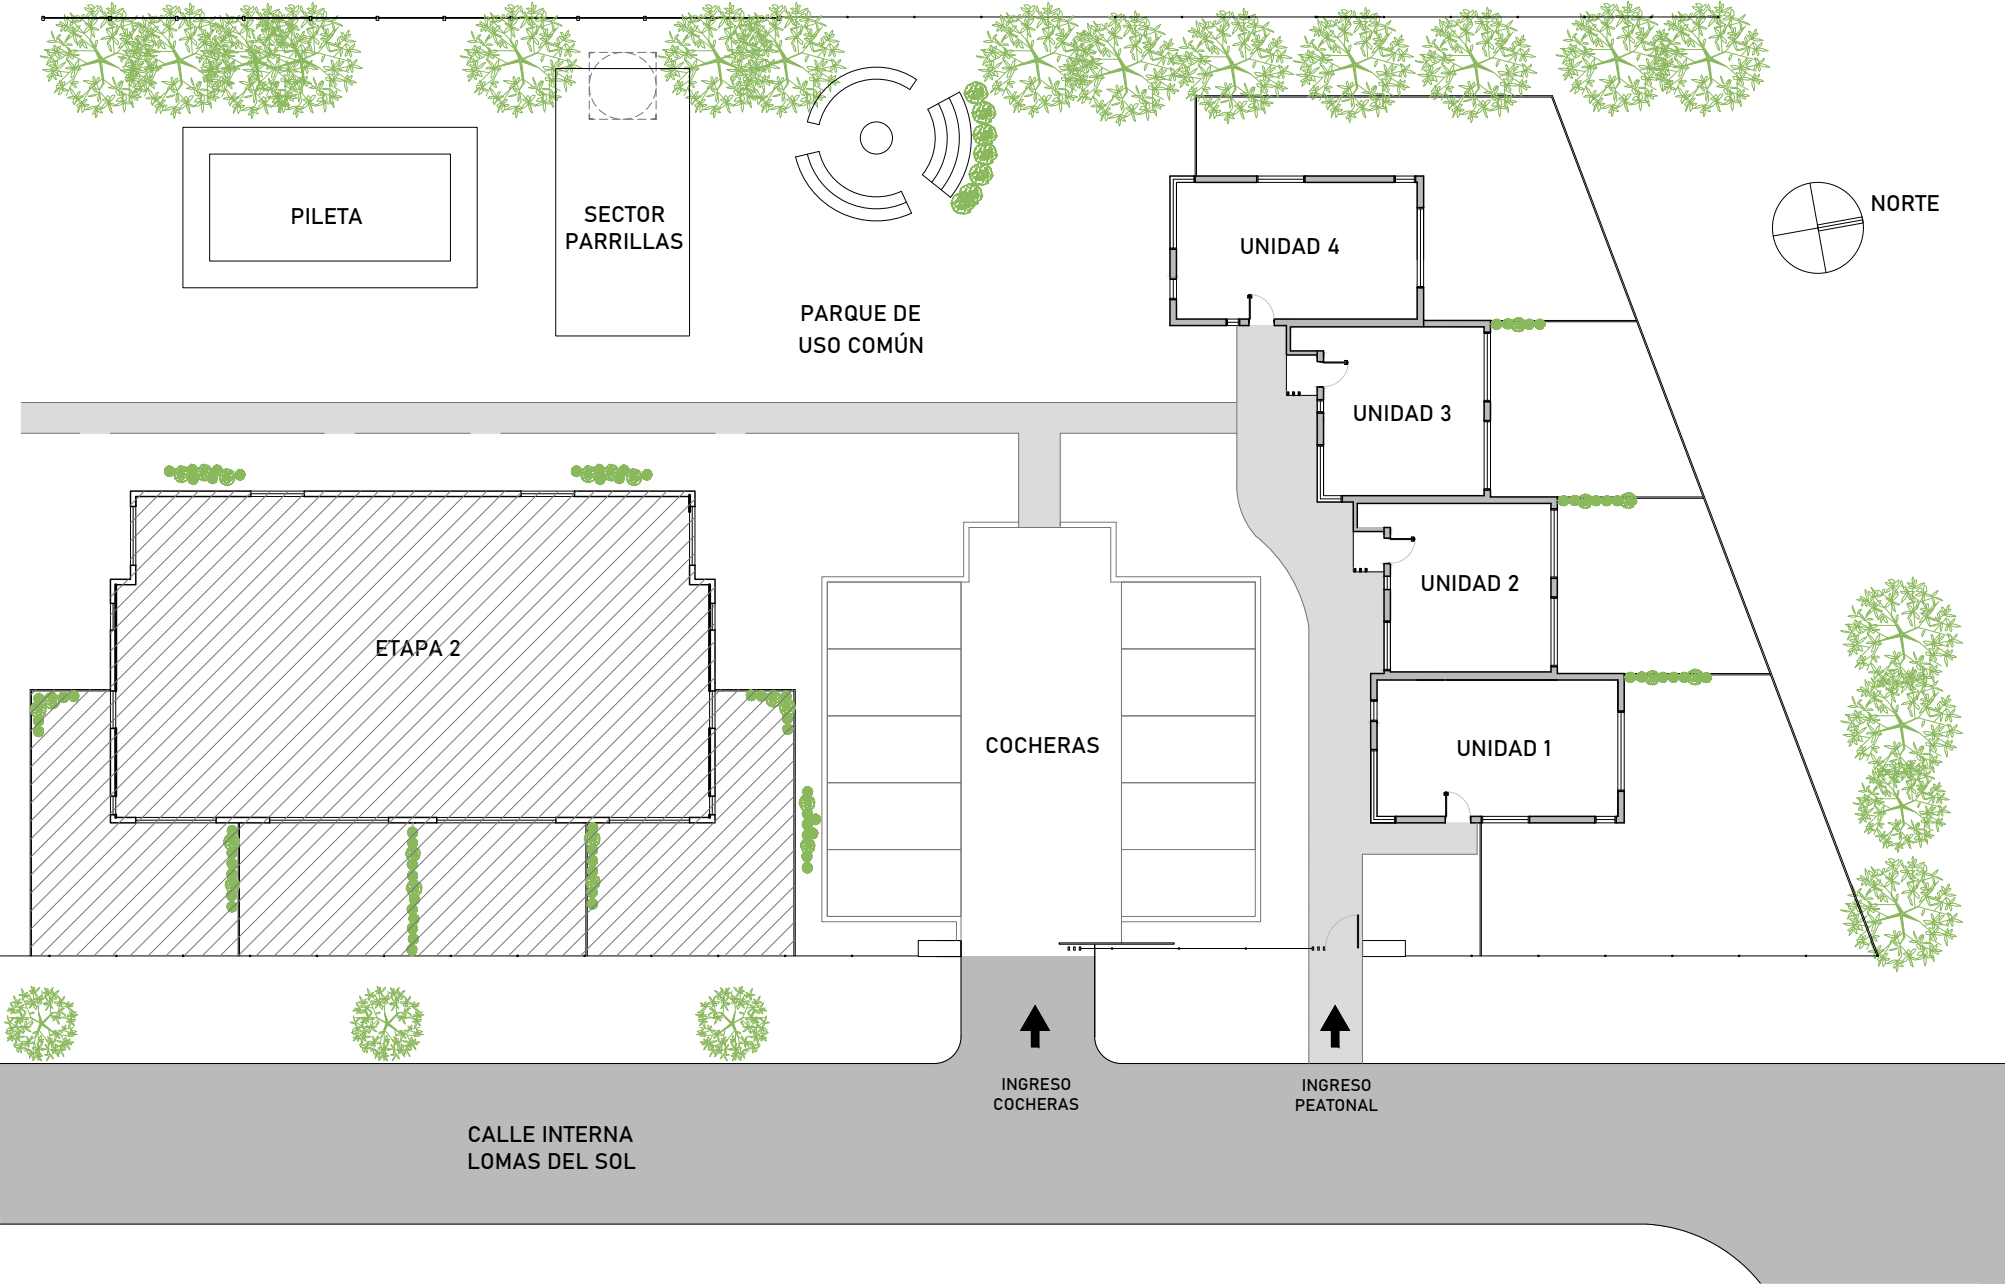 NORTE
PILETA
SECTOR
PARRILLAS
UNIDAD 4
PARQUE DE
USO COMÚN
UNIDAD 3
UNIDAD 2
ETAPA 2
COCHERAS
UNIDAD 1
INGRESO
COCHERAS
INGRESO
PEATONAL
CALLE INTERNA
LOMAS DEL SOL